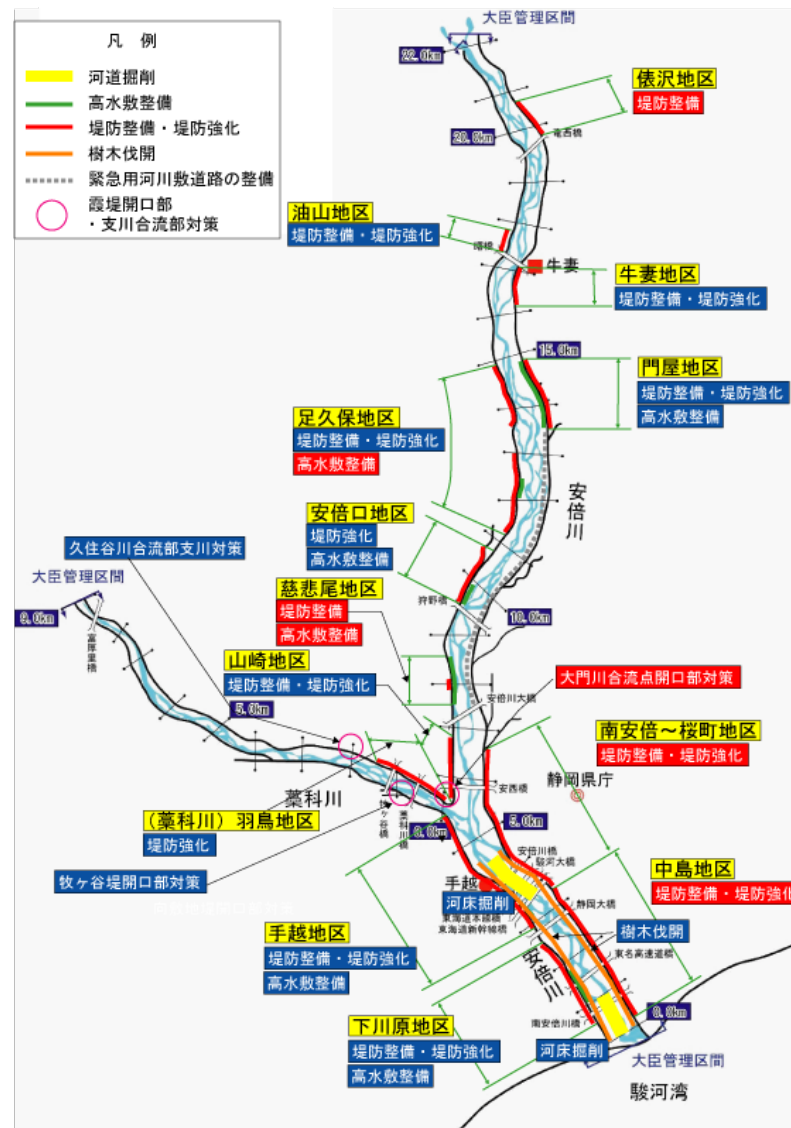 凡 例
河道掘削
高水敷整備
堤防整備・堤防強化
樹木伐開
緊急用河川敷道路の整備
霞堤開口部
・支川合流部対策
大臣管理区間
22.0km
俵沢地区
堤防整備
20.0km
竜西橋
油山地区
堤防整備・堤防強化
曙橋
牛妻
牛妻地区
堤防整備・堤防強化
15.0km
門屋地区
堤防整備・堤防強化
高水敷整備
足久保地区
堤防整備・堤防強化
高水敷整備
安倍川
安倍口地区
堤防強化
高水敷整備
久住谷川合流部支川対策
大臣管理区間
9.0km
富厚里橋
狩野橋
10.0km
慈悲尾地区
堤防整備
高水敷整備
山崎地区
堤防整備・堤防強化
大門川合流点開口部対策
安倍川大橋
5.0km
南安倍～桜町地区
堤防整備・堤防強化
静岡県庁
安西橋
藁科川
牧ヶ谷橋
藁科川橋
0.0km
5.0km
(藁科川）羽鳥地区
堤防強化
牧ヶ谷堤開口部対策
安倍川橋
駿河大橋
中島地区
堤防整備・堤防強化
手越
河床掘削
静岡大橋
東海道本線橋
東海道新幹線橋
樹木伐開
東名高速道橋
手越地区
堤防整備・堤防強化
高水敷整備
安倍川
下川原地区
堤防整備・堤防強化
高水敷整備
南安倍川橋
0.0km
河床掘削
大臣管理区間
駿河湾